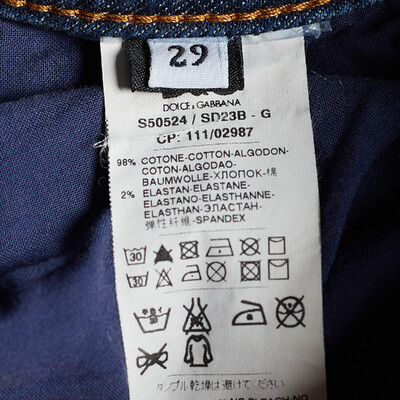 29
DOLCE & GABBANA
S50524 / SD23B - G
CP: 111/02987
98% COTONE-COTTON-ALGODON-
COTON-ALGODAO-
BAUMWOLLE-ХЛОПОК-棉
2% ELASTAN-ELASTANE-
ELASTANO-ELASTHANNE-
ELASTHAN-ЭЛАСТАН-
弹性纤维-SPANDEX
30
30
タンブル乾燥は避けてください